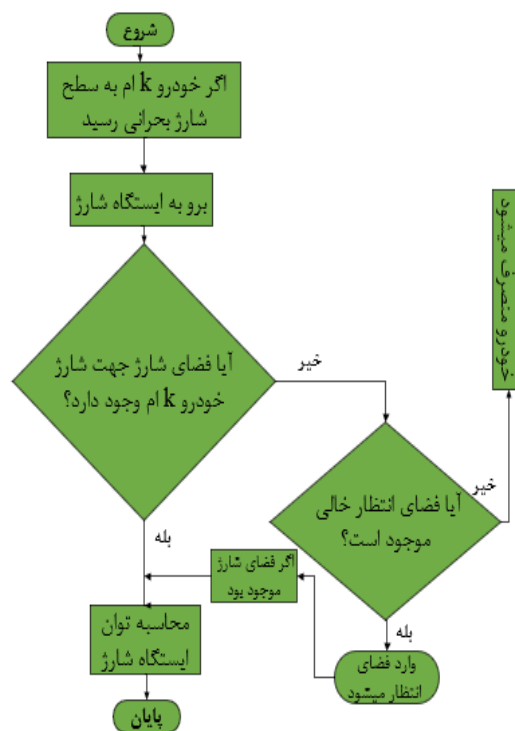 شروع
اگر خودرو k ام به سطح
شارژ بحرانی رسید
برو به ایستگاه شارژ
آیا فضای شارژ جهت شارژ
خودرو k ام وجود دارد؟
خیر
خودرو منصرف میشود
آیا فضای انتظار خالی
موجود است؟
خیر
بله
اگر فضای شارژ
موجود بود
بله
محاسبه توان
ایستگاه شارژ
وارد فضای
انتظار میشود
پایان